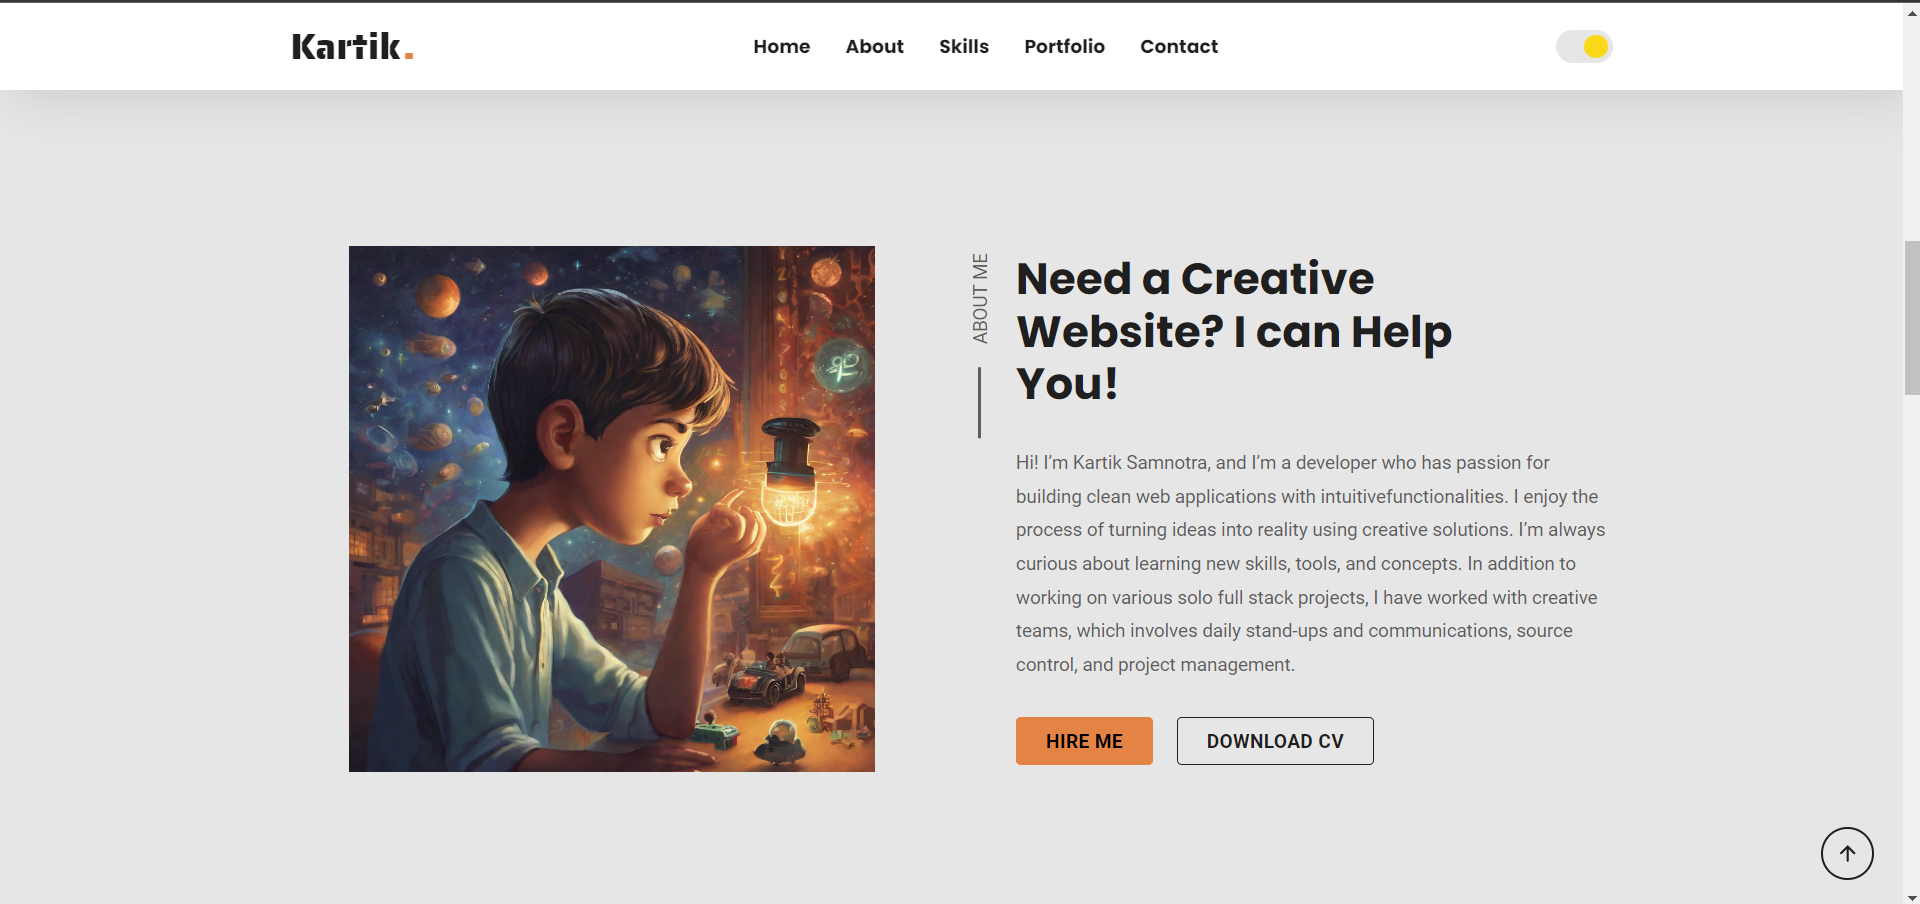 Kartik.
Home About Skills Portfolio Contact
ABOUT ME
Need a Creative
Website? I can Help
You!
Hi! I’m Kartik Samnotra, and I’m a developer who has passion for
building clean web applications with intuitivefunctionalities. I enjoy the
process of turning ideas into reality using creative solutions. I’m always
curious about learning new skills, tools, and concepts. In addition to
working on various solo full stack projects, I have worked with creative
teams, which involves daily stand-ups and communications, source
control, and project management.
HIRE ME DOWNLOAD CV